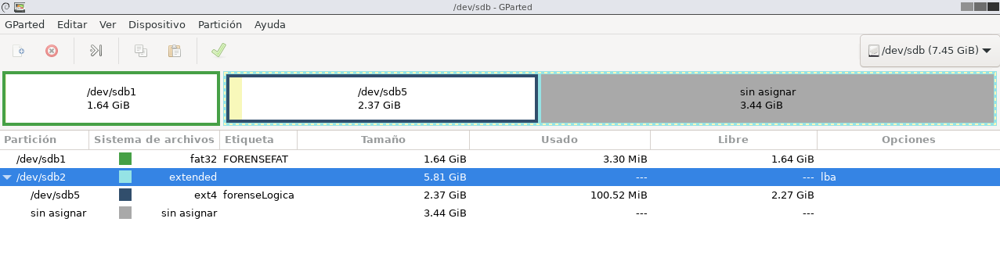 /dev/sdb - GParted
GParted Editar Ver Dispositivo Partición Ayuda
/dev/sdb (7.45 GiB)
/dev/sdb1
1.64 GiB
/dev/sdb5
2.37 GiB
sin asignar
3.44 GiB
Partición Sistema de archivos Etiqueta Tamaño Usado Libre Opciones
/dev/sdb1 fat32 FORENSEFAT 1.64 GiB 3.30 MiB 1.64 GiB
/dev/sdb2 extended 5.81 GiB --- --- lba
/dev/sdb5 ext4 forenseLogica 2.37 GiB 100.52 MiB 2.27 GiB
sin asignar sin asignar 3.44 GiB --- ---